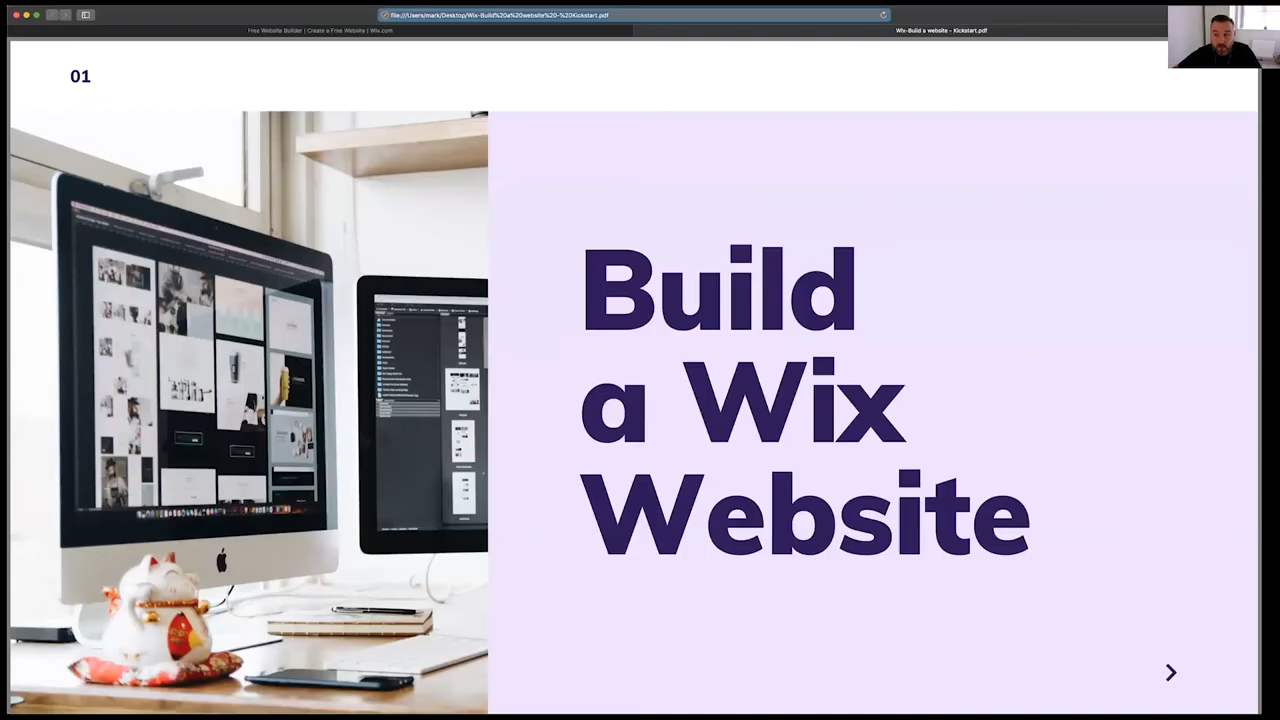 file:///Users/mark/Desktop/Wix-Build%20a%20website%20-%20Kickstart.pdf
Free Website Builder | Create a Free Website | Wix.com
Wix-Build a website - Kickstart.pdf
01
Build
a Wix
Website